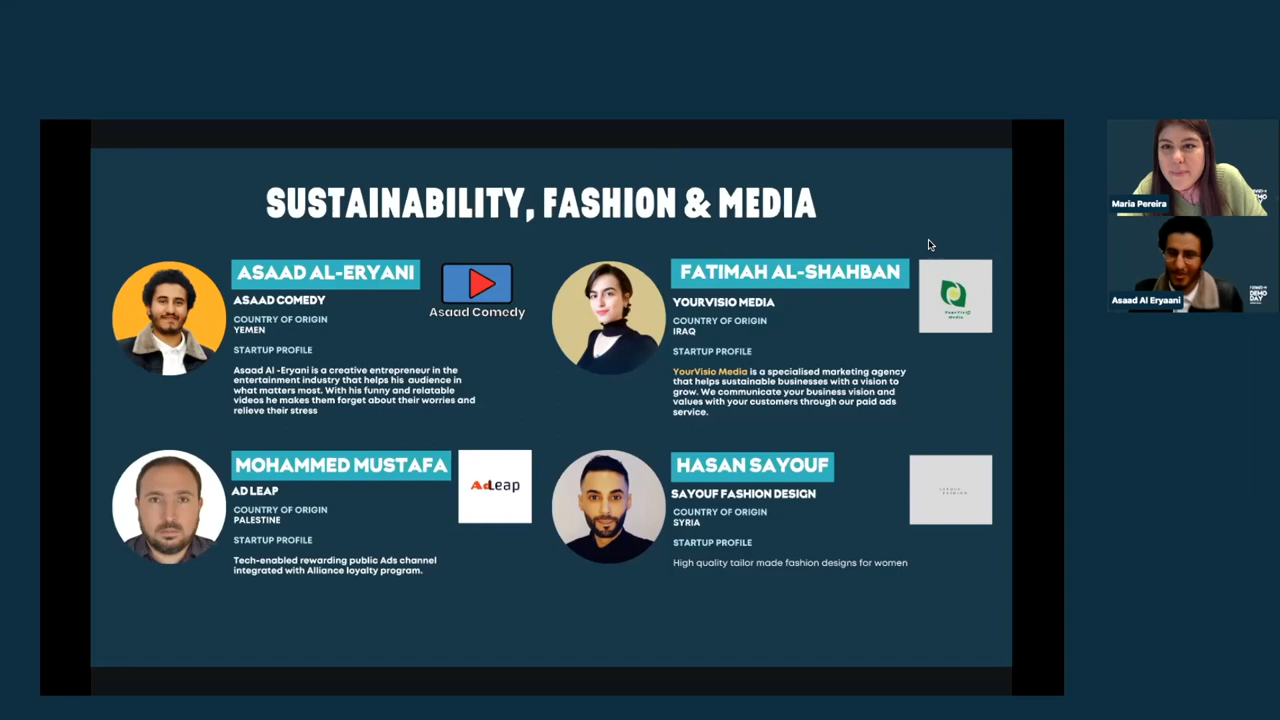 SUSTAINABILITY, FASHION & MEDIA
ASAAD AL-ERYANI
ASAAD COMEDY
COUNTRY OF ORIGIN
YEMEN
STARTUP PROFILE
Asaad Al -Eryani is a creative entrepreneur in the
entertainment industry that helps his audience in
what matters most. With his funny and relatable
videos he makes them forget about their worries and
relieve their stress
Asaad Comedy
FATIMAH AL-SHAHBAN
YOURVISIO MEDIA
COUNTRY OF ORIGIN
IRAQ
STARTUP PROFILE
YourVisio Media is a specialised marketing agency
that helps sustainable businesses with a vision to
grow. We communicate your business vision and
values with your customers through our paid ads
service.
YourVisio
Media
MOHAMMED MUSTAFA
AD LEAP
COUNTRY OF ORIGIN
PALESTINE
STARTUP PROFILE
Tech-enabled rewarding public Ads channel
integrated with Alliance loyalty program.
AdLeap
HASAN SAYOUF
SAYOUF FASHION DESIGN
COUNTRY OF ORIGIN
SYRIA
STARTUP PROFILE
High quality tailor made fashion designs for women
Maria Pereira
Asaad Al Eryaani
DEMO
DAY